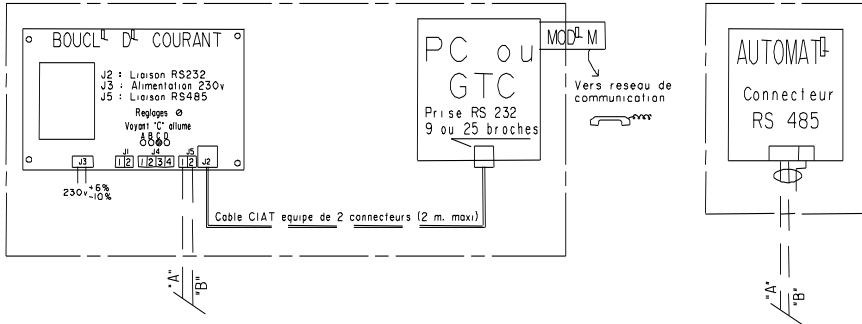 BOUCLE DE COURANT
J2 : Liaison RS232
J3 : Alimentation 230v
J5 : Liaison RS485
Reglages Ø
Voyant "C" allume
A B C D
J3
J1
1 2
J4
1 2 3 4
J5
1 2
J2
230v +6%
-10%
PC ou
GTC
Prise RS 232
9 ou 25 broches
MODEM
Vers reseau de
communication
Cable CIAT equipe de 2 connecteurs (2 m. maxi)
"A"
"B"
AUTOMATE
Connecteur
RS 485
"A"
"B"